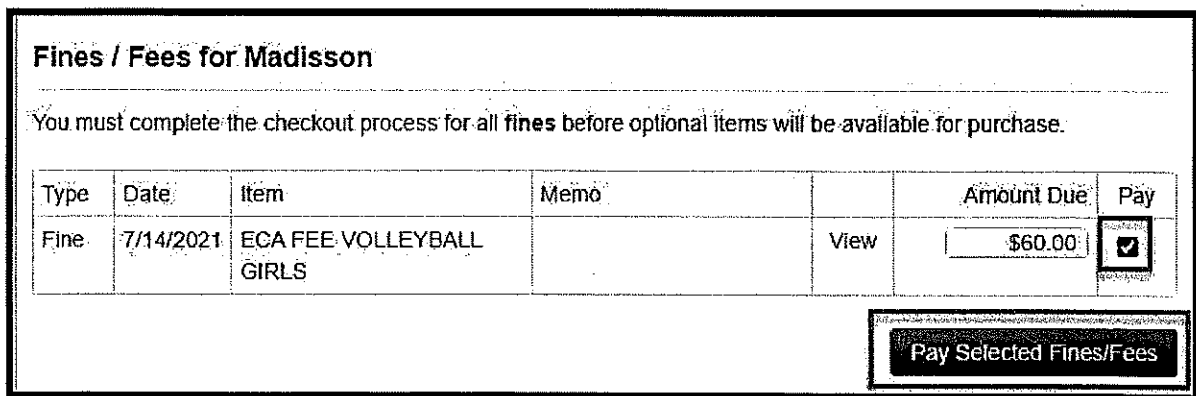 Fines / Fees for Madisson
You must complete the checkout process for all fines before optional items will be available for purchase.
Type Date Item Memo Amount Due Pay
Fine 7/14/2021 ECA FEE VOLLEYBALL View $60.00
GIRLS
Pay Selected Fines/Fees